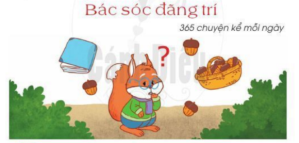 Bác sóc đãng trí
365 chuyện kể mỗi ngày
?